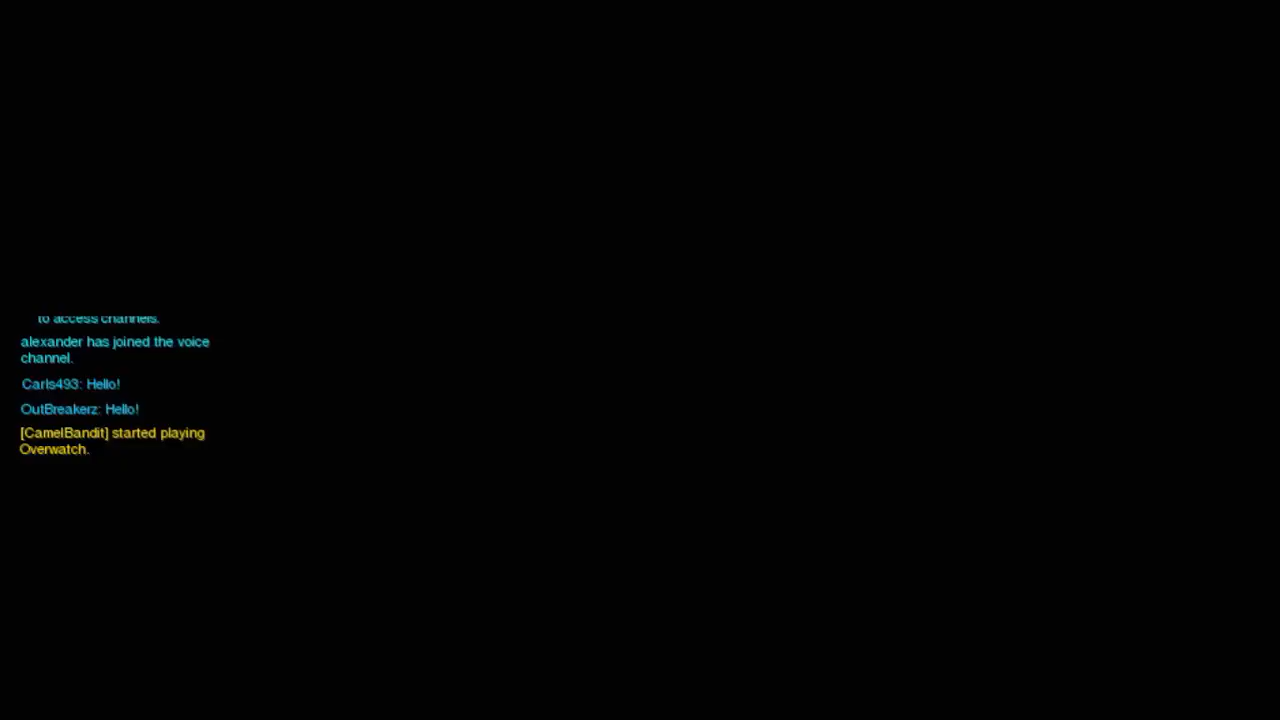 to access channels.
alexander has joined the voice
channel.
Carls493: Hello!
OutBreakerz: Hello!
[CamelBandit] started playing
Overwatch.